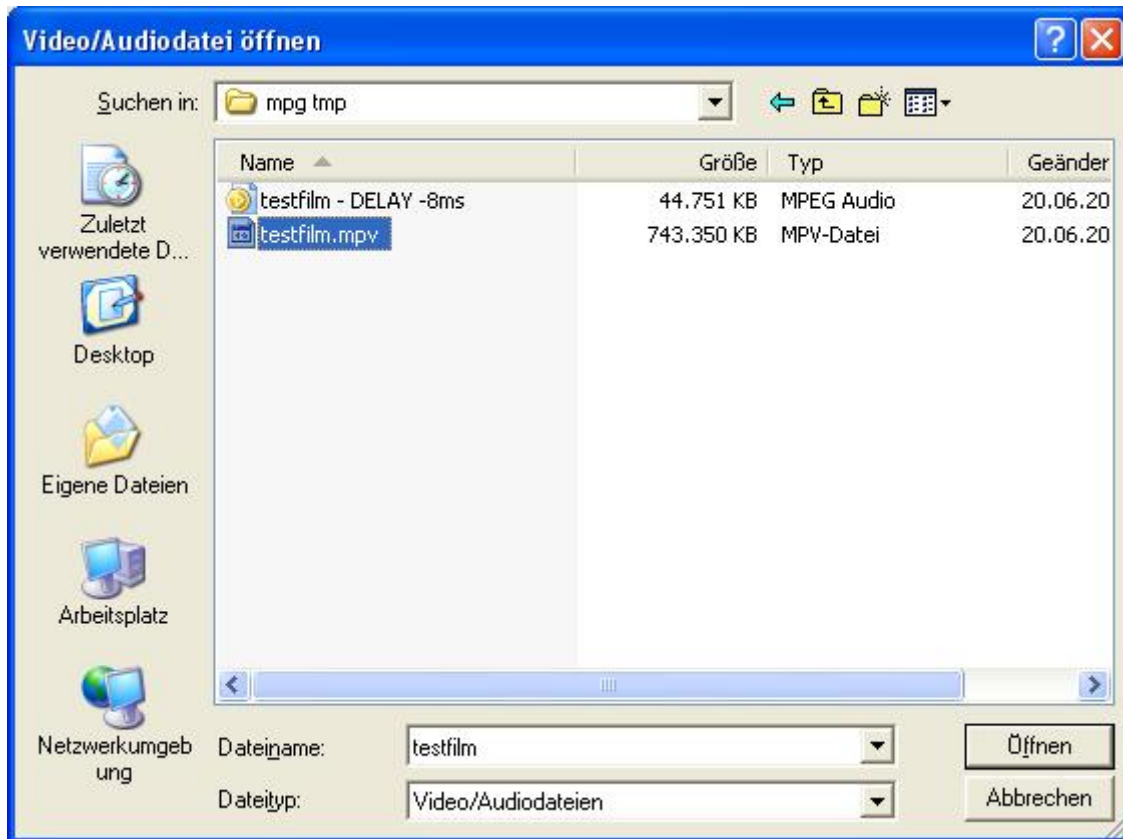 Video/Audiodatei öffnen
Suchen in: mpg tmp
Name Größe Typ Geänder
testfilm - DELAY -8ms 44.751 KB MPEG Audio 20.06.20
testfilm.mpv 743.350 KB MPV-Datei 20.06.20
Zuletzt
verwendete D...
Desktop
Eigene Dateien
Arbeitsplatz
Netzwerkumgeb
ung
Dateiname: testfilm Öffnen
Dateityp: Video/Audiodateien Abbrechen